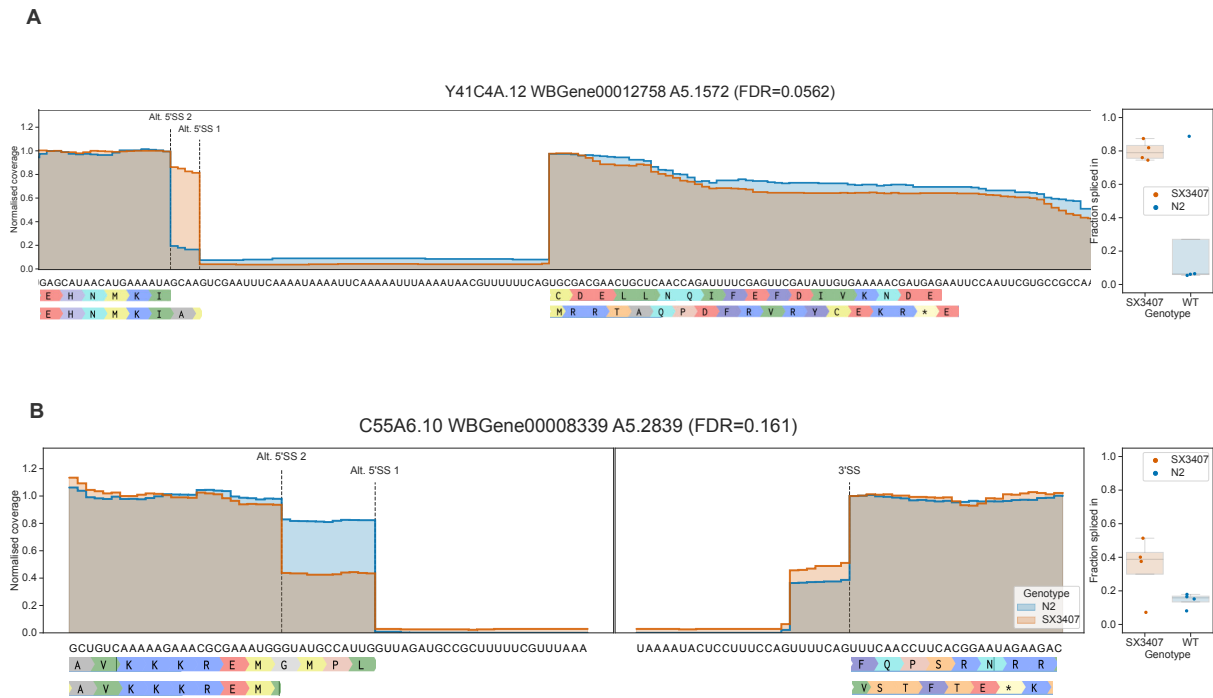 A
Y41C4A.12 WBGene00012758 A5.1572 (FDR=0.0562)
Alt. 5'SS 2
Alt. 5'SS 1
Normalised coverage
1.2
1.0
0.8
0.6
0.4
0.2
0.0
GAGCAUAACAUGAAAAUAGCAAGUCGAAUUUCAAAAUAAAAUUCAAAAAUUUAAAAUAACGUUUUUUCAGUGCGACGAACUGCUCAACCAGAUUUUCGAGUUCGAUAUUGUGAAAAACGAUGAGAAUUCCAAUUCGUGCCGCCAA
E H N M K I C D E L L N Q I F E F D I V K N D E
E H N M K I A M R R T A Q P D F R V R Y C E K R * E
Fraction spliced in
1.0
0.8
0.6
0.4
0.2
0.0
SX3407
N2
SX3407 WT
Genotype
B
C55A6.10 WBGene00008339 A5.2839 (FDR=0.161)
Alt. 5'SS 2
Alt. 5'SS 1
3'SS
Normalised coverage
1.2
1.0
0.8
0.6
0.4
0.2
0.0
Genotype
N2
SX3407
GCUGUCAAAAAGAAACGCGAAAUGGGUAUGCCAUUGGUUAGAUGCCGCUUUUUCGUUUAAA UAAAAUACUCCUUUCCAGUUUUCAGUUUCAACCUUCACGGAAUAGAAGAC
A V K K K R E M G M P L F Q P S R N R R
A V K K K R E M V S T F T E * K
Fraction spliced in
1.0
0.8
0.6
0.4
0.2
0.0
SX3407
N2
SX3407 WT
Genotype